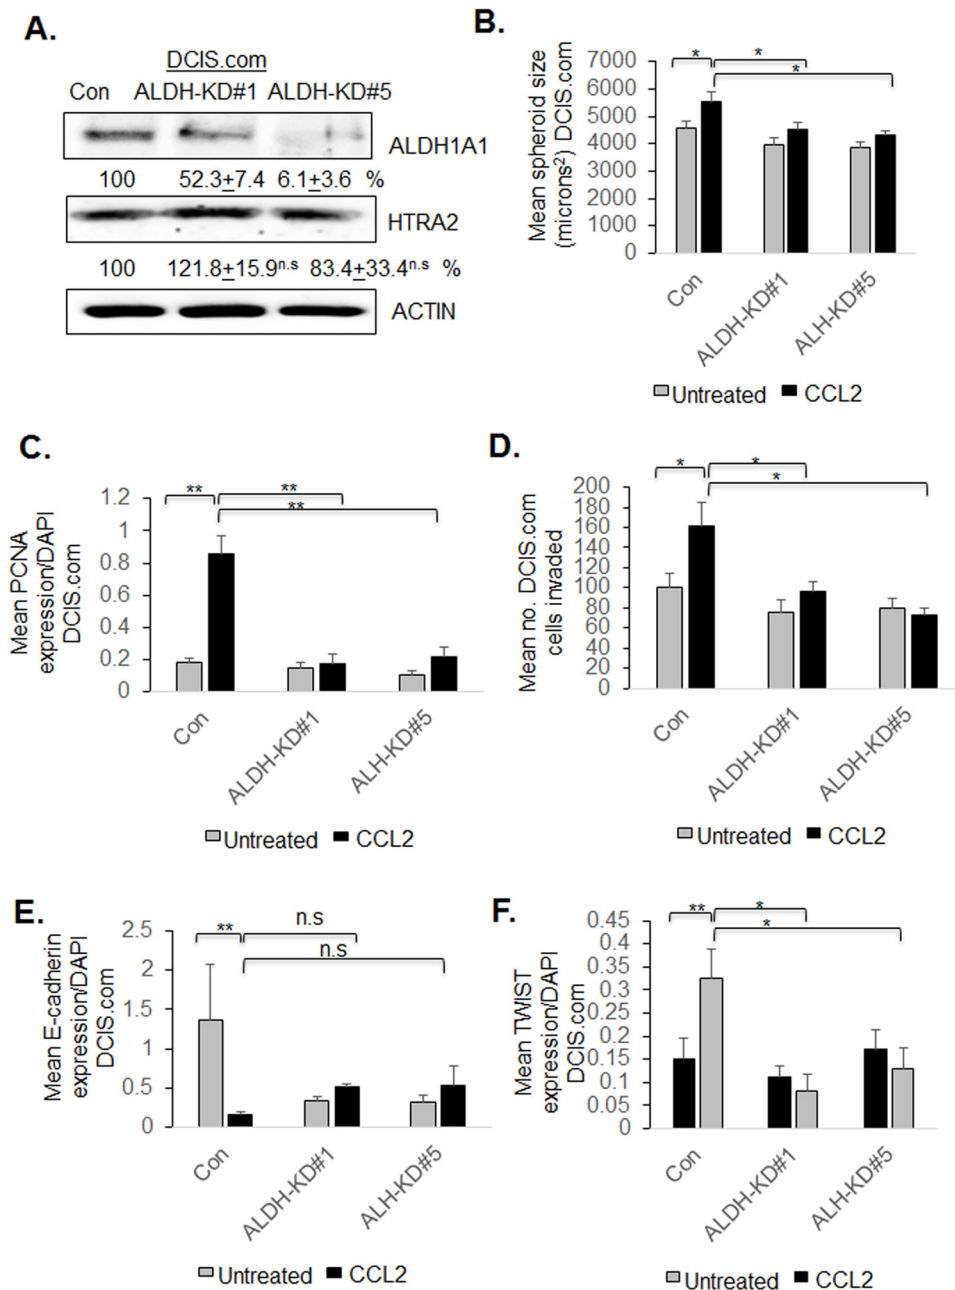 A.
DCIS.com
Con ALDH-KD#1 ALDH-KD#5
ALDH1A1
100 52.3±7.4 6.1±3.6 %
HTRA2
100 121.8±15.9n.s 83.4±33.4n.s %
ACTIN
B.
Mean spheroid size
(microns²) DCIS.com
7000
6000
5000
4000
3000
2000
1000
0
* *
*
Con
ALDH-KD#1
ALH-KD#5
Untreated CCL2
C.
Mean PCNA
expression/DAPI
DCIS.com
1.2
1
0.8
0.6
0.4
0.2
0
** **
**
Con
ALDH-KD#1
ALH-KD#5
Untreated CCL2
D.
Mean no. DCIS.com
cells invaded
200
180
160
140
120
100
80
60
40
20
0
* *
*
Con
ALDH-KD#1
ALDH-KD#5
Untreated CCL2
E.
Mean E-cadherin
expression/DAPI
DCIS.com
2.5
2
1.5
1
0.5
0
** n.s
n.s
Con
ALDH-KD#1
ALH-KD#5
Untreated CCL2
F.
Mean TWIST
expression/DAPI
DCIS.com
0.45
0.4
0.35
0.3
0.25
0.2
0.15
0.1
0.05
0
** *
*
Con
ALDH-KD#1
ALH-KD#5
Untreated CCL2